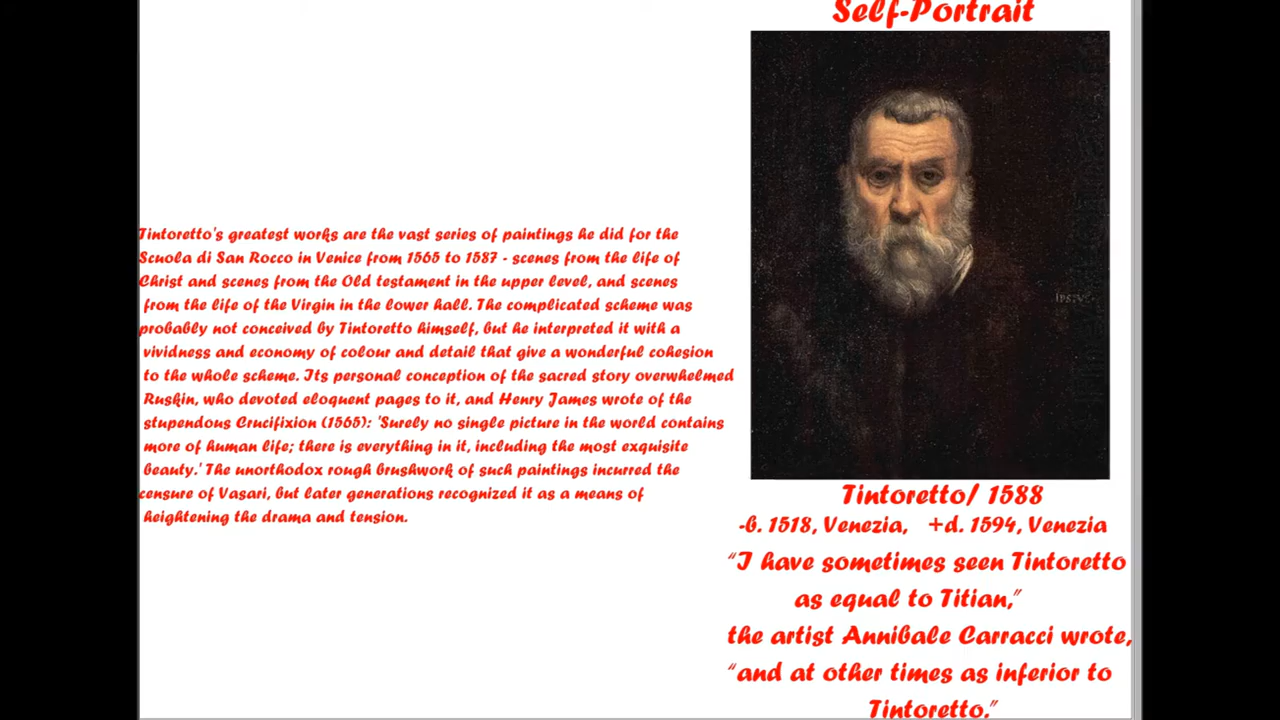 Self-Portrait
Tintoretto's greatest works are the vast series of paintings he did for the
Scuola di San Rocco in Venice from 1565 to 1587 - scenes from the life of
Christ and scenes from the Old testament in the upper level, and scenes
from the life of the Virgin in the lower hall. The complicated scheme was
probably not conceived by Tintoretto himself, but he interpreted it with a
vividness and economy of colour and detail that give a wonderful cohesion
to the whole scheme. Its personal conception of the sacred story overwhelmed
Ruskin, who devoted eloquent pages to it, and Henry James wrote of the
stupendous Crucifixion (1565): 'Surely no single picture in the world contains
more of human life; there is everything in it, including the most exquisite
beauty.' The unorthodox rough brushwork of such paintings incurred the
censure of Vasari, but later generations recognized it as a means of
heightening the drama and tension.
Tintoretto/ 1588
-b. 1518, Venezia, +d. 1594, Venezia
“I have sometimes seen Tintoretto
as equal to Titian,”
the artist Annibale Carracci wrote,
“and at other times as inferior to
Tintoretto.”